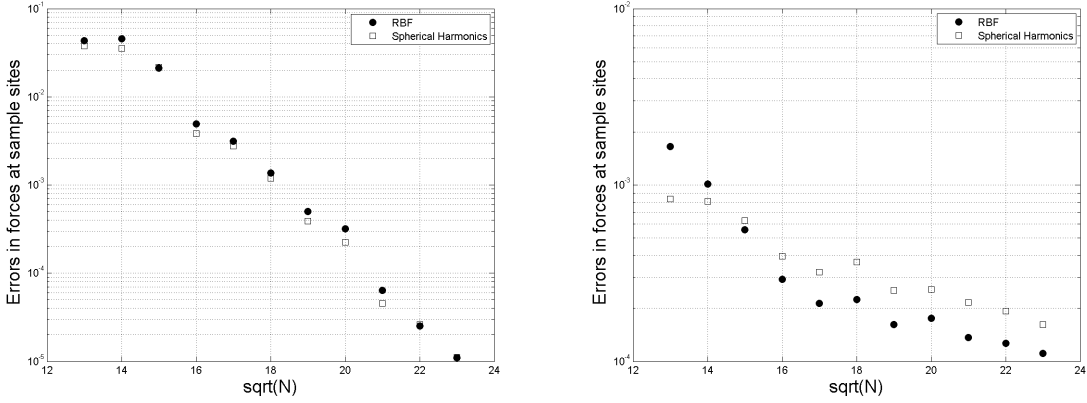 10^-1
10^-2
10^-3
10^-4
10^-5
Errors in forces at sample sites
RBF
Spherical Harmonics
12 14 16 18 20 22 24
sqrt(N)
10^-2
10^-3
10^-4
Errors in forces at sample sites
RBF
Spherical Harmonics
12 14 16 18 20 22 24
sqrt(N)